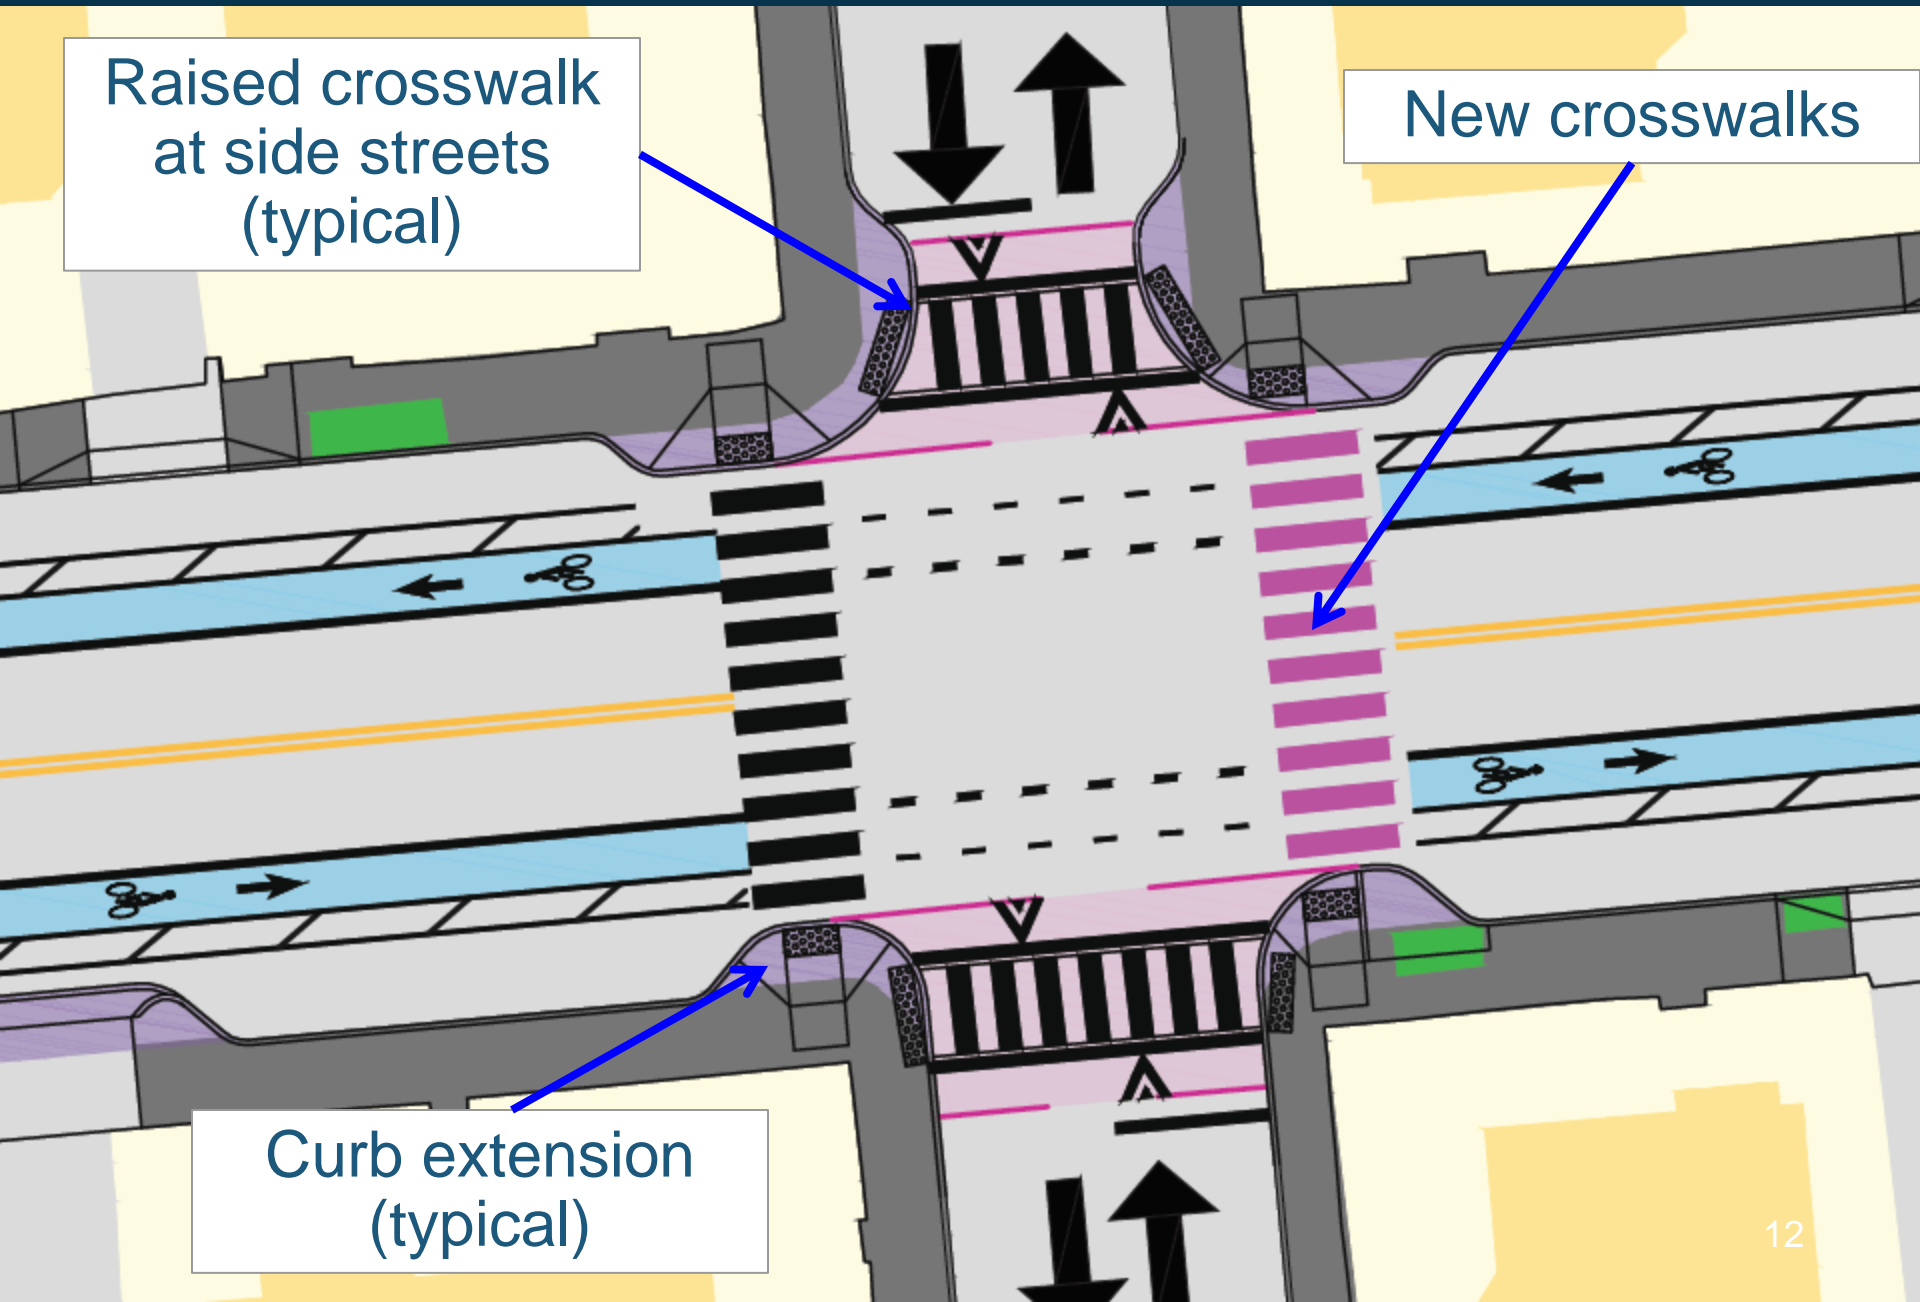 Raised crosswalk
at side streets
(typical)
New crosswalks
Curb extension
(typical)
12